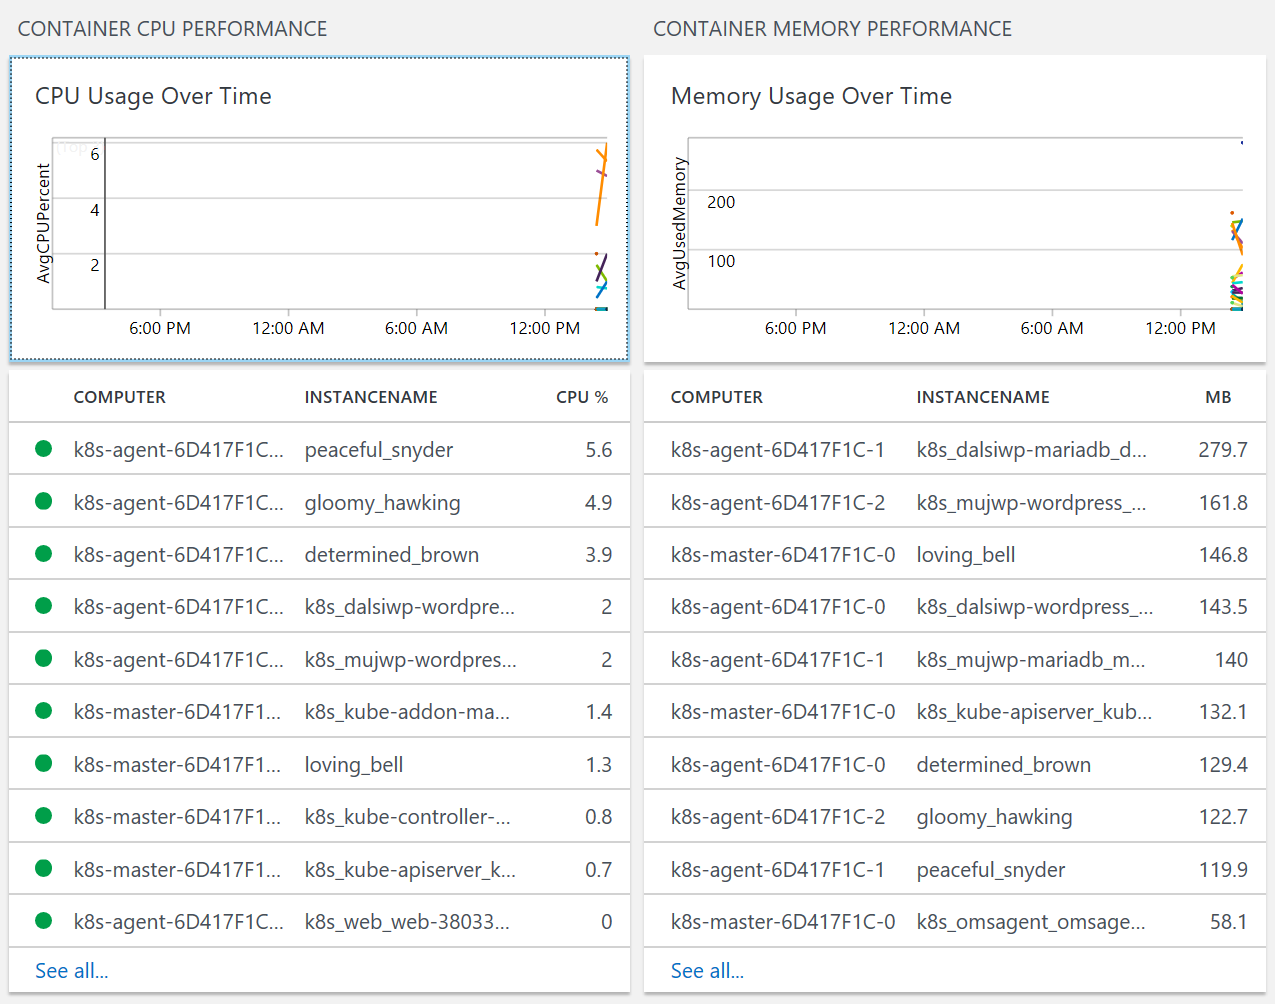 CONTAINER CPU PERFORMANCE
CPU Usage Over Time
AvgCPUPercent
6
4
2
6:00 PM 12:00 AM 6:00 AM 12:00 PM
COMPUTER INSTANCENAME CPU %
k8s-agent-6D417F1C... peaceful_snyder 5.6
k8s-agent-6D417F1C... gloomy_hawking 4.9
k8s-agent-6D417F1C... determined_brown 3.9
k8s-agent-6D417F1C... k8s_dalsiwp-wordpre... 2
k8s-agent-6D417F1C... k8s_mujwp-wordpres... 2
k8s-master-6D417F1... k8s_kube-addon-ma... 1.4
k8s-master-6D417F1... loving_bell 1.3
k8s-master-6D417F1... k8s_kube-controller-... 0.8
k8s-master-6D417F1... k8s_kube-apiserver_k... 0.7
k8s-agent-6D417F1C... k8s_web_web-38033... 0
See all...
CONTAINER MEMORY PERFORMANCE
Memory Usage Over Time
AvgUsedMemory
200
100
6:00 PM 12:00 AM 6:00 AM 12:00 PM
COMPUTER INSTANCENAME MB
k8s-agent-6D417F1C-1 k8s_dalsiwp-mariadb_d... 279.7
k8s-agent-6D417F1C-2 k8s_mujwp-wordpress_... 161.8
k8s-master-6D417F1C-0 loving_bell 146.8
k8s-agent-6D417F1C-0 k8s_dalsiwp-wordpress_... 143.5
k8s-agent-6D417F1C-1 k8s_mujwp-mariadb_m... 140
k8s-master-6D417F1C-0 k8s_kube-apiserver_kub... 132.1
k8s-agent-6D417F1C-0 determined_brown 129.4
k8s-agent-6D417F1C-2 gloomy_hawking 122.7
k8s-agent-6D417F1C-1 peaceful_snyder 119.9
k8s-master-6D417F1C-0 k8s_omsagent_omsage... 58.1
See all...